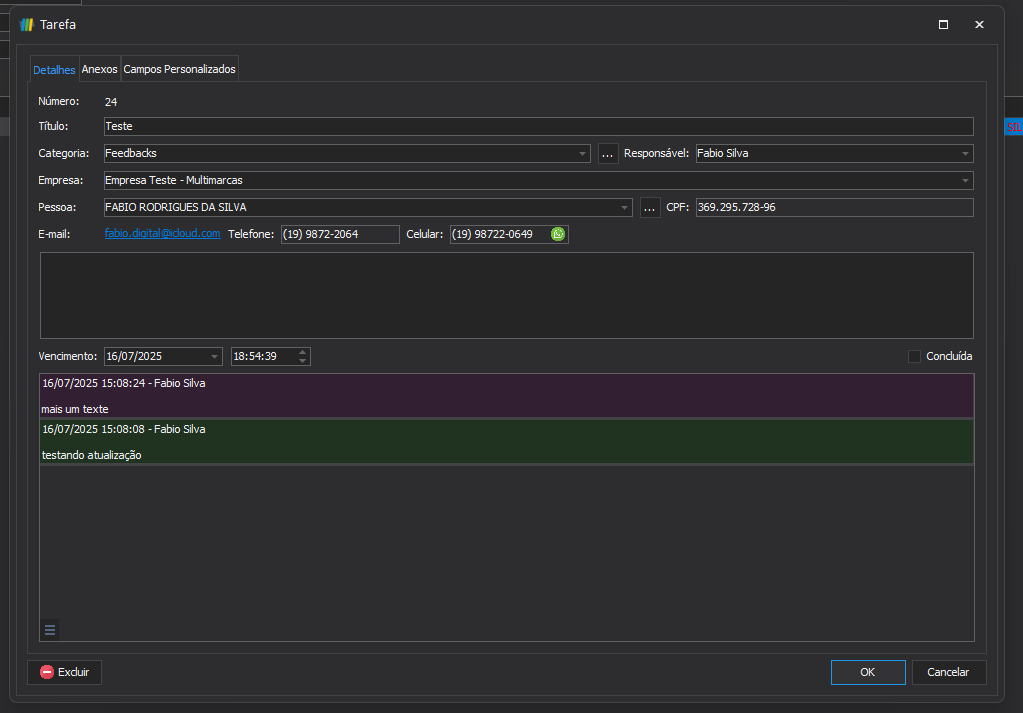 Tarefa
Detalhes Anexos Campos Personalizados
Número: 24
Título: Teste
Categoria: Feedbacks ... Responsável: Fabio Silva
Empresa: Empresa Teste - Multimarcas
Pessoa: FABIO RODRIGUES DA SILVA ... CPF: 369.295.728-96
E-mail: fabio.digital@icloud.com Telefone: (19) 9872-2064 Celular: (19) 98722-0649
Vencimento: 16/07/2025 18:54:39 Concluída
16/07/2025 15:08:24 - Fabio Silva
mais um texte
16/07/2025 15:08:08 - Fabio Silva
testando atualização
Excluir OK Cancelar